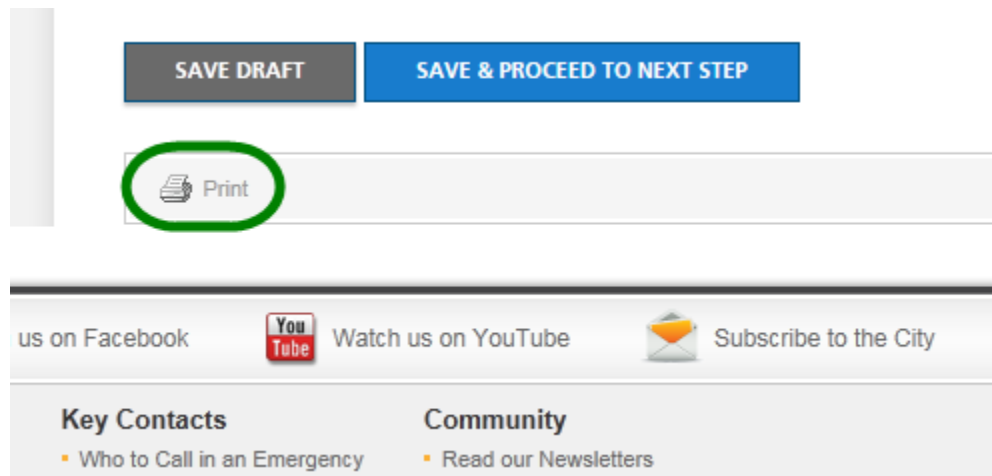 SAVE DRAFT SAVE & PROCEED TO NEXT STEP
Print
us on Facebook You Tube Watch us on YouTube Subscribe to the City
Key Contacts Community
Who to Call in an Emergency Read our Newsletters